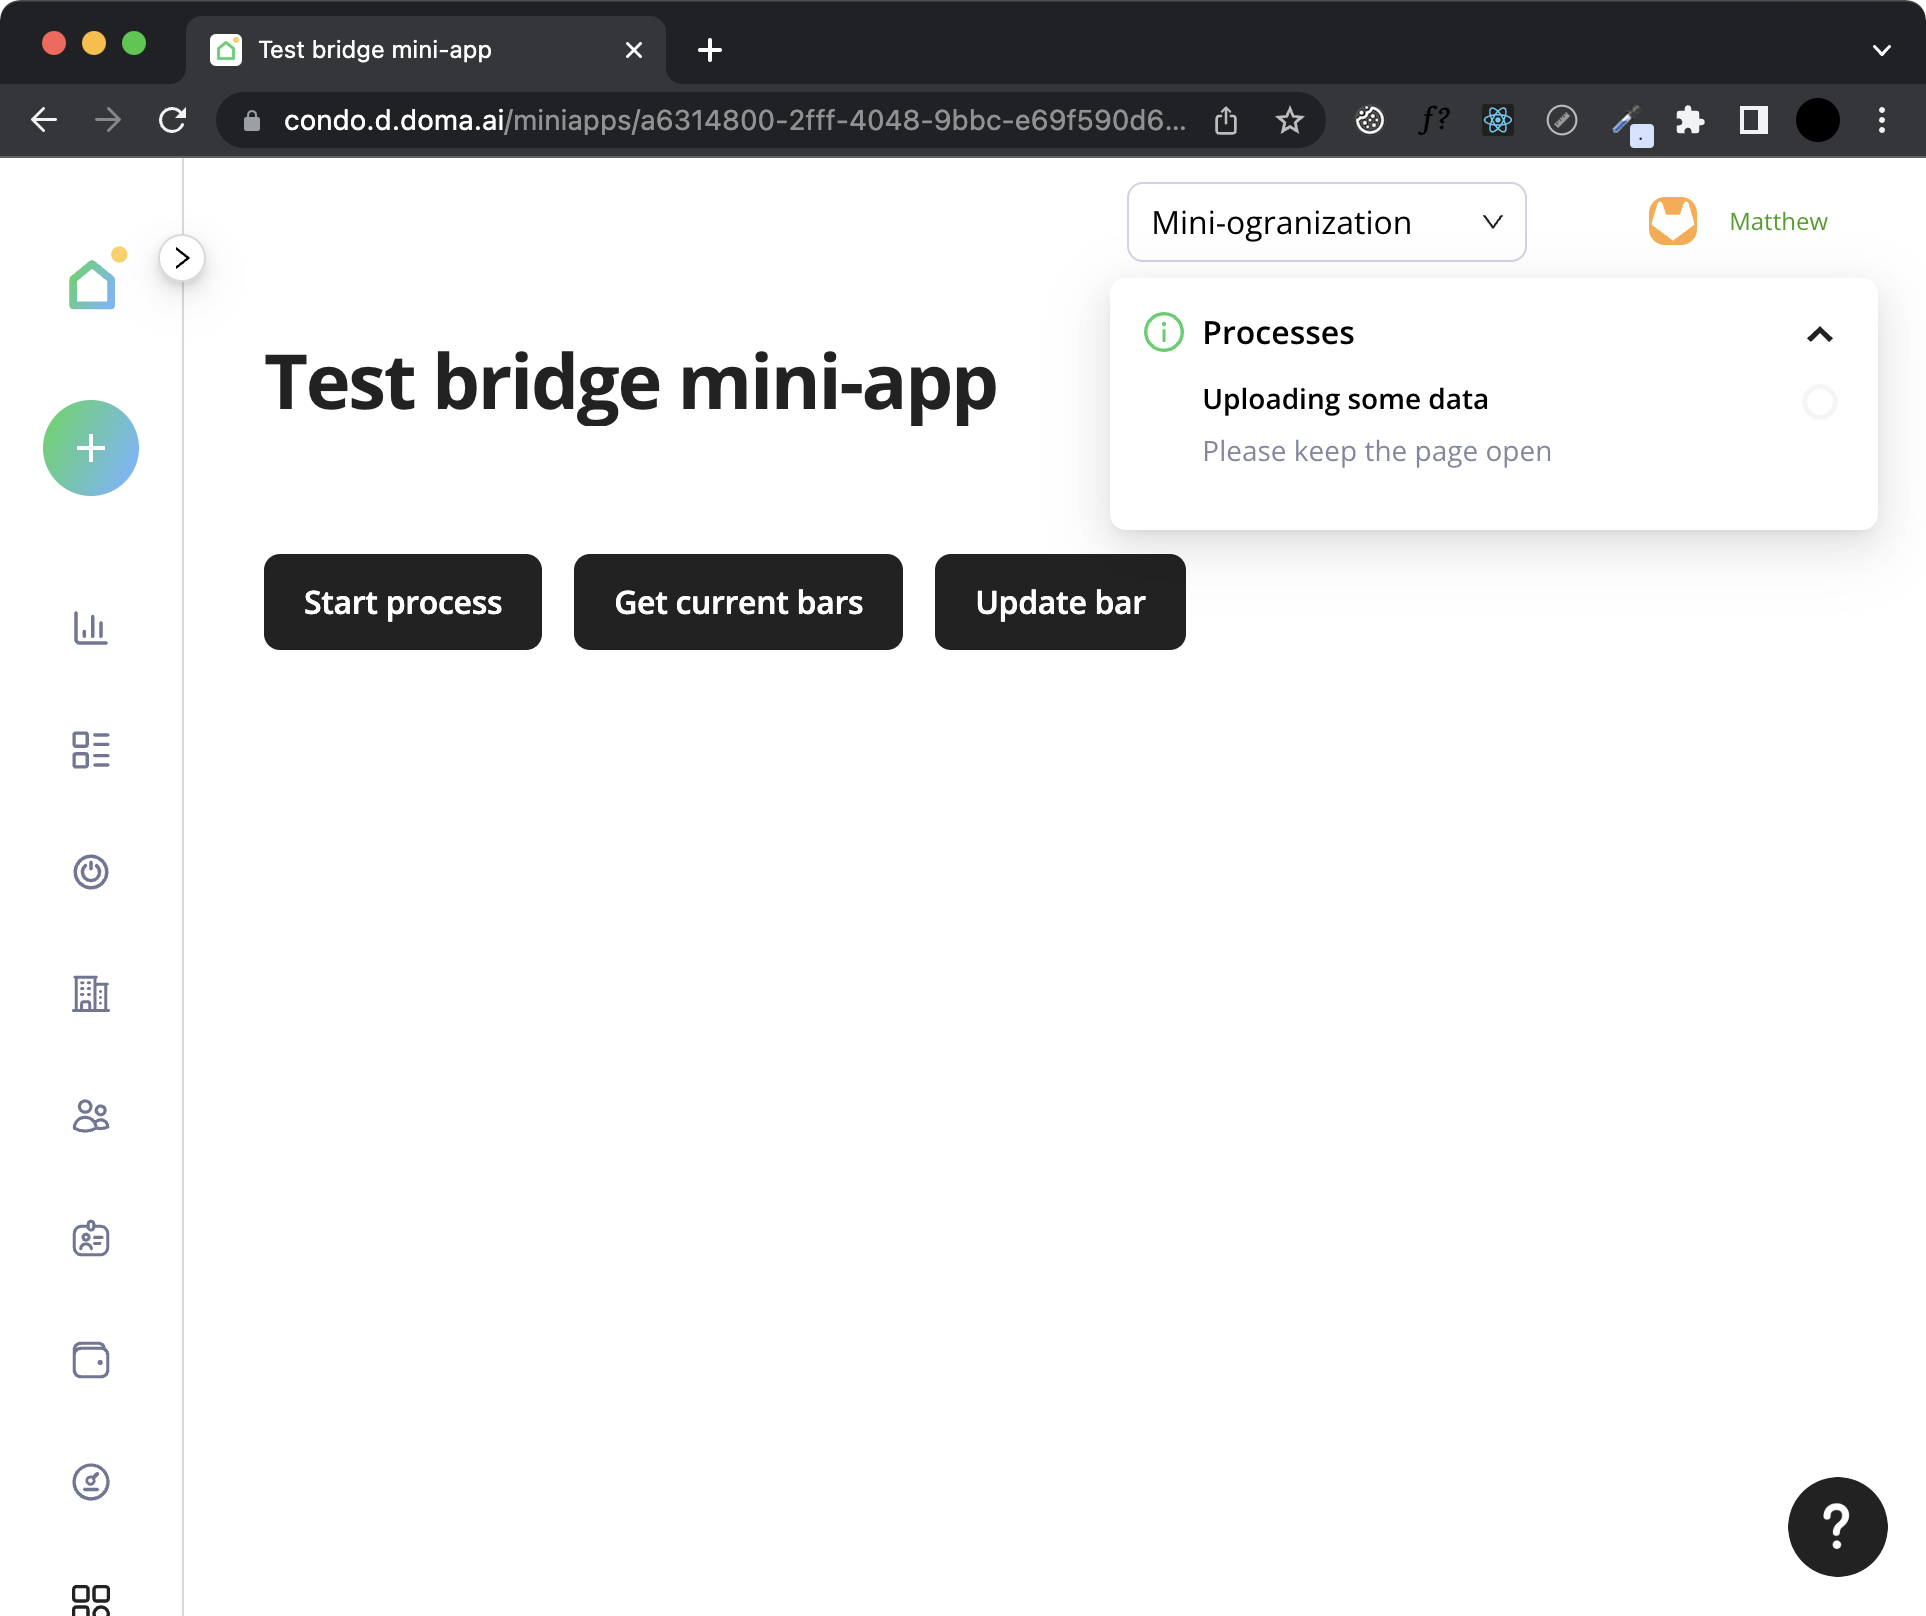 Test bridge mini-app
condo.d.doma.ai/miniapps/a6314800-2fff-4048-9bbc-e69f590d6...
f?
Mini-ogranization
Matthew
Processes
Uploading some data
Please keep the page open
Test bridge mini-app
Start process
Get current bars
Update bar
?